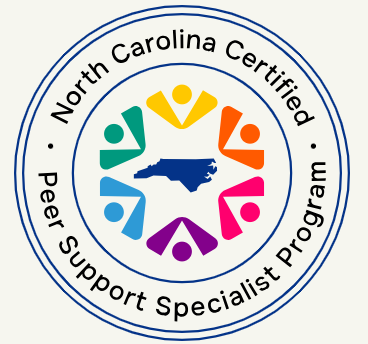 North Carolina Certified
Peer Support Specialist Program